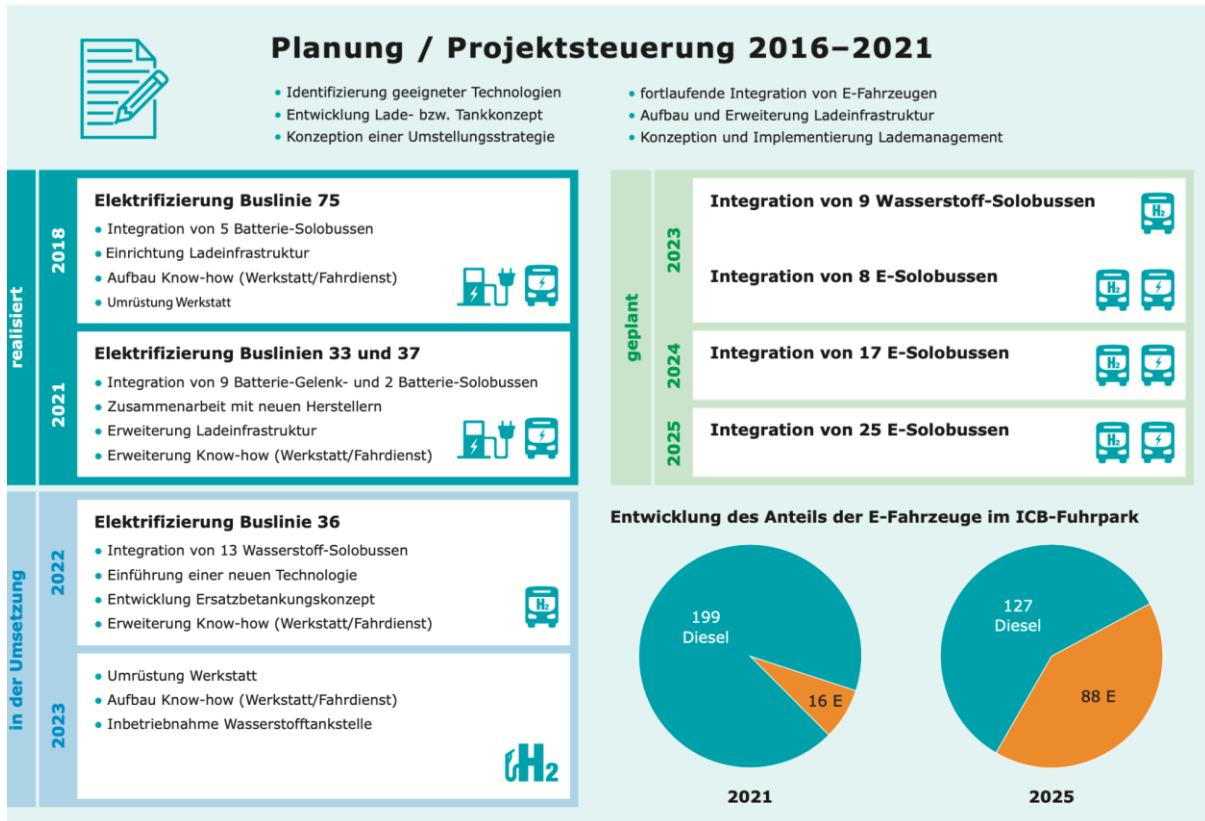 Planung / Projektsteuerung 2016–2021
• Identifizierung geeigneter Technologien
• Entwicklung Lade- bzw. Tankkonzept
• Konzeption einer Umstellungsstrategie
• fortlaufende Integration von E-Fahrzeugen
• Aufbau und Erweiterung Ladeinfrastruktur
• Konzeption und Implementierung Lademanagement
realisiert
2018
Elektrifizierung Buslinie 75
• Integration von 5 Batterie-Solobussen
• Einrichtung Ladeinfrastruktur
• Aufbau Know-how (Werkstatt/Fahrdienst)
• Umrüstung Werkstatt
2021
Elektrifizierung Buslinien 33 und 37
• Integration von 9 Batterie-Gelenk- und 2 Batterie-Solobussen
• Zusammenarbeit mit neuen Herstellern
• Erweiterung Ladeinfrastruktur
• Erweiterung Know-how (Werkstatt/Fahrdienst)
in der Umsetzung
2022
Elektrifizierung Buslinie 36
• Integration von 13 Wasserstoff-Solobussen
• Einführung einer neuen Technologie
• Entwicklung Ersatzbetankungskonzept
• Erweiterung Know-how (Werkstatt/Fahrdienst)
H2
2023
• Umrüstung Werkstatt
• Aufbau Know-how (Werkstatt/Fahrdienst)
• Inbetriebnahme Wasserstofftankstelle
H2
geplant
2023
Integration von 9 Wasserstoff-Solobussen
H2
Integration von 8 E-Solobussen
H2
2024
Integration von 17 E-Solobussen
H2
2025
Integration von 25 E-Solobussen
H2
Entwicklung des Anteils der E-Fahrzeuge im ICB-Fuhrpark
199
Diesel
16 E
2021
127
Diesel
88 E
2025